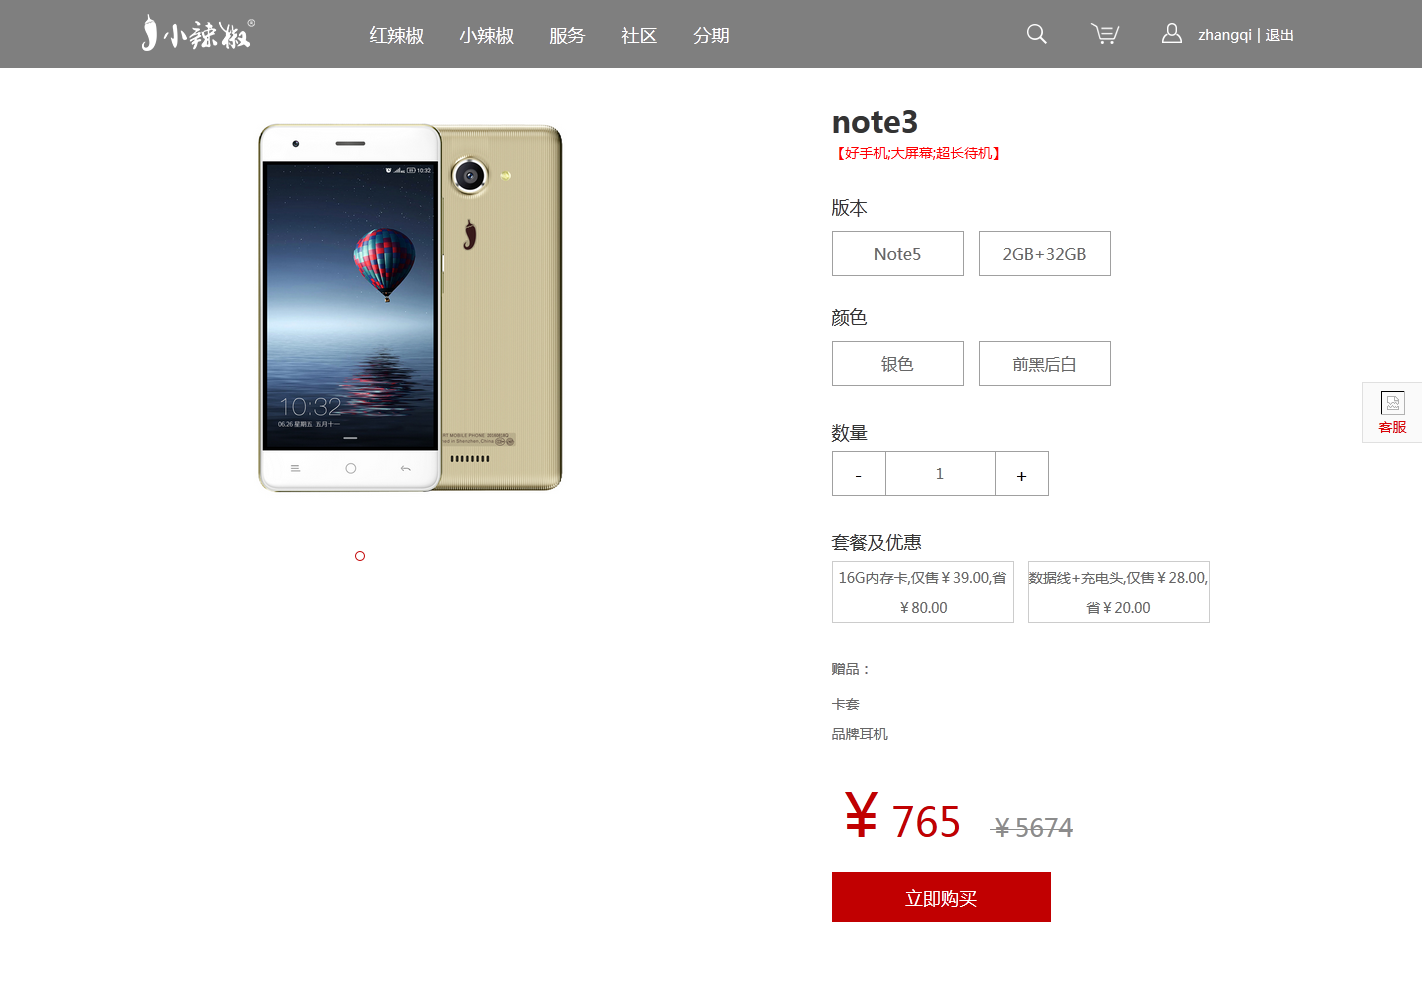 小辣椒®
红辣椒 小辣椒 服务 社区 分期
zhangqi | 退出
note3
【好手机;大屏幕;超长待机】
版本
Note5 2GB+32GB
颜色
银色 前黑后白
数量
- 1 +
套餐及优惠
16G内存卡,仅售￥39.00,省
￥80.00
数据线+充电头,仅售￥28.00,
省￥20.00
赠品：
卡套
品牌耳机
￥765 ￥5674
立即购买
客服
10:32
10:32
06.26 星期五 五月十一